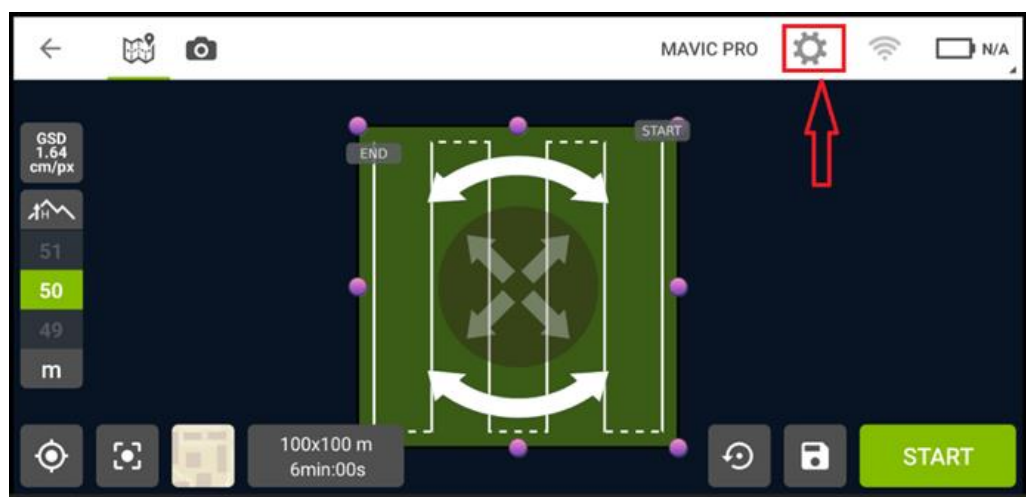 MAVIC PRO
N/A
GSD
1.64
cm/px
START
END
H
51
50
49
m
100x100 m
6min:00s
START